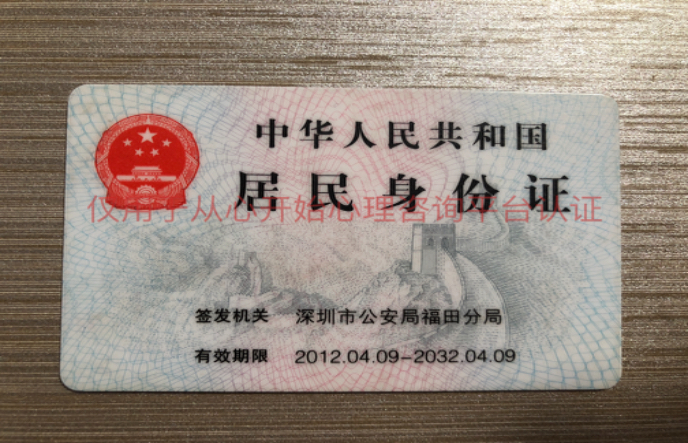 中华人民共和国
居民身份证
仅用于从心开始心理咨询平台认证
签发机关 深圳市公安局福田分局
有效期限 2012.04.09-2032.04.09